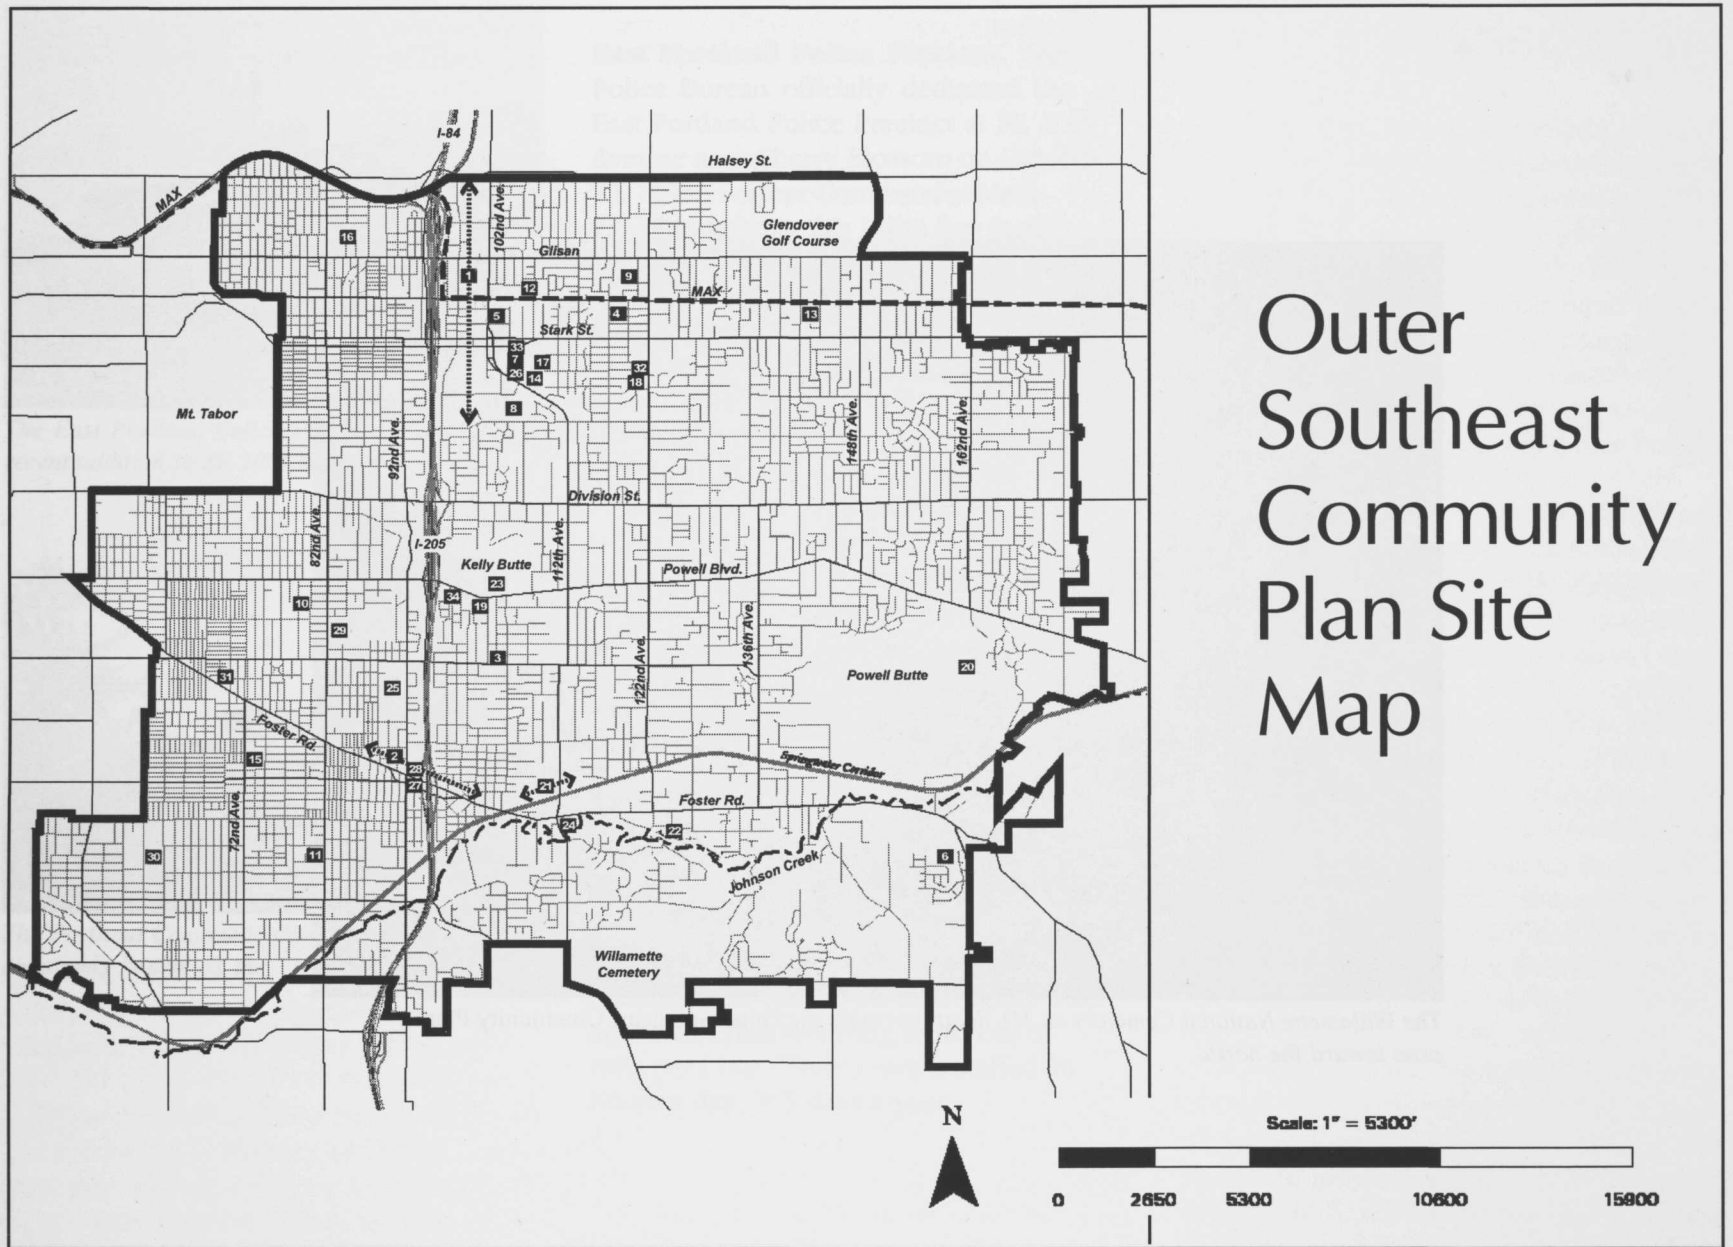 Outer
Southeast
Community
Plan Site
Map
I-84
Halsey St.
MAX
102nd Ave.
Glendoveer
Golf Course
16
Glisan
1
9
12
MAX
5
4
13
Stark St.
33
7
17
26
14
32
18
8
Mt. Tabor
92nd Ave.
148th Ave.
162nd Ave.
Division St.
82nd Ave.
I-205
112th Ave.
Kelly Butte
Powell Blvd.
23
34
19
10
29
3
136th Ave.
122nd Ave.
Powell Butte
20
31
25
Foster Rd.
15
2
28
27
21
Springwater Corridor
Foster Rd.
72nd Ave.
24
22
30
11
6
Johnson Creek
Willamette
Cemetery
N
Scale: 1" = 5300'
0 2650 5300 10600 15900